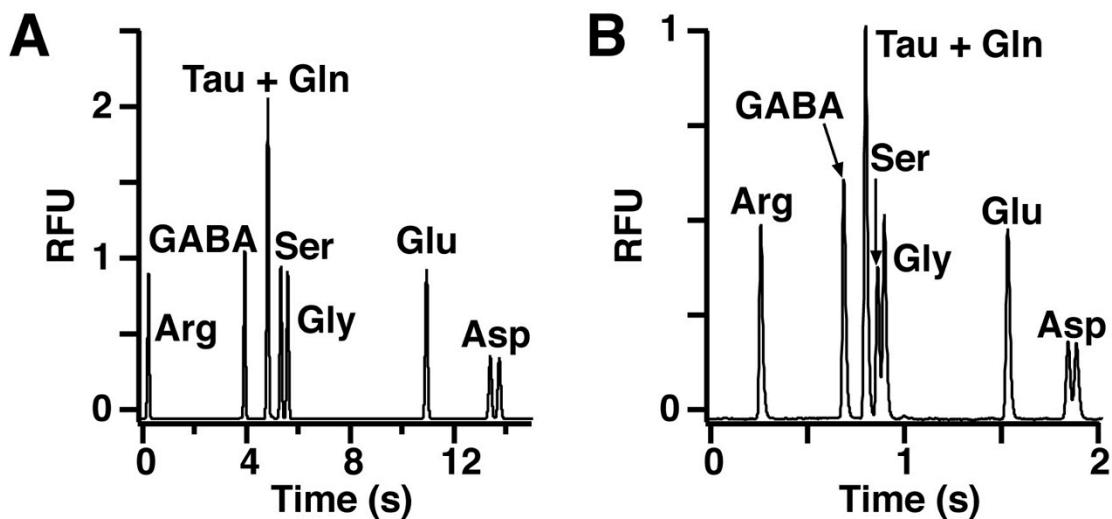 A
RFU
2
1
0
Tau + Gln
GABA
Ser
Glu
Arg
Gly
Asp
0 4 8 12
Time (s)
B
RFU
1
0
Tau + Gln
GABA
Ser
Arg
Glu
Gly
Asp
0 1 2
Time (s)